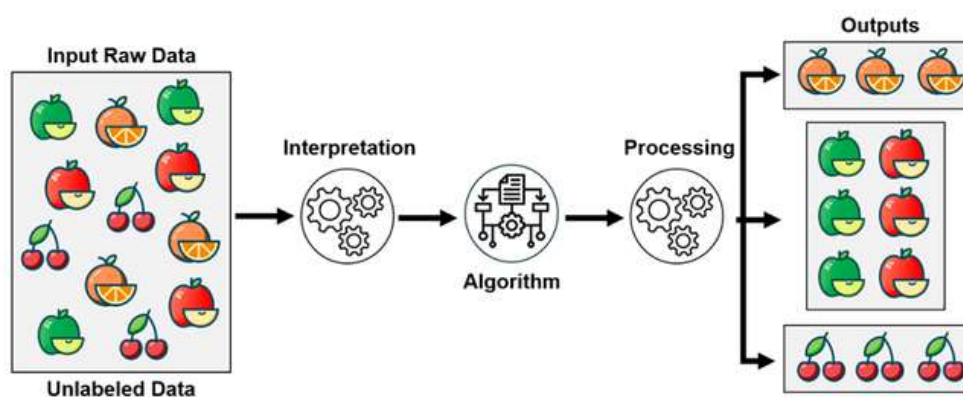 Input Raw Data
Unlabeled Data
Interpretation
Algorithm
Processing
Outputs